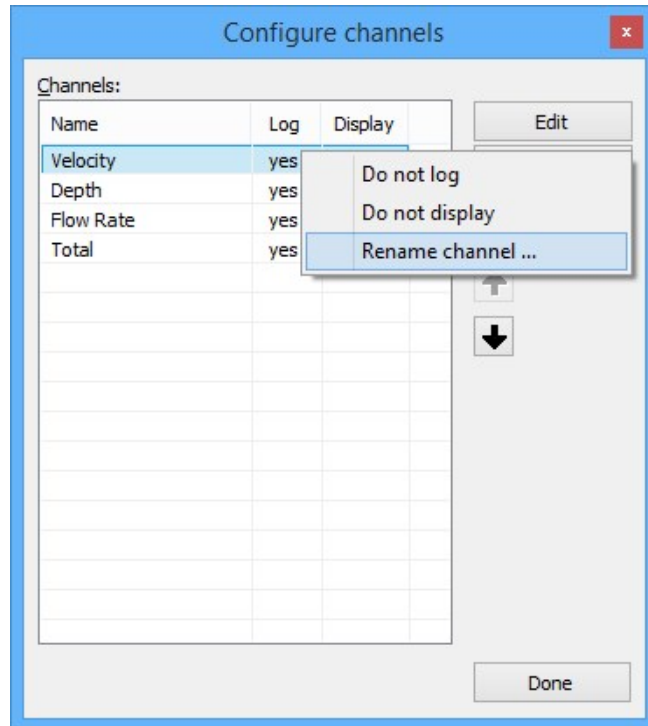 Configure channels
x
Channels:
Name Log Display
Edit
Velocity yes
Depth yes
Flow Rate yes
Total yes
Do not log
Do not display
Rename channel ...
Done